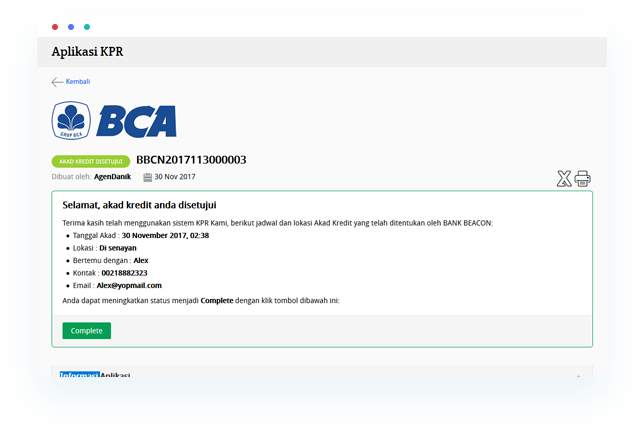 Aplikasi KPR
Kembali
GRUP BCA
BCA
AKAD KREDIT DISETUJUI BBCN2017113000003
Dibuat oleh: AgenDanik 30 Nov 2017
Selamat, akad kredit anda disetujui
Terima kasih telah menggunakan sistem KPR Kami, berikut jadwal dan lokasi Akad Kredit yang telah ditentukan oleh BANK BEACON:
Tanggal Akad : 30 November 2017, 02:38
Lokasi : Di senayan
Bertemu dengan : Alex
Kontak : 00218882323
Email : Alex@yopmail.com
Anda dapat meningkatkan status menjadi Complete dengan klik tombol dibawah ini:
Complete
Informasi Aplikasi